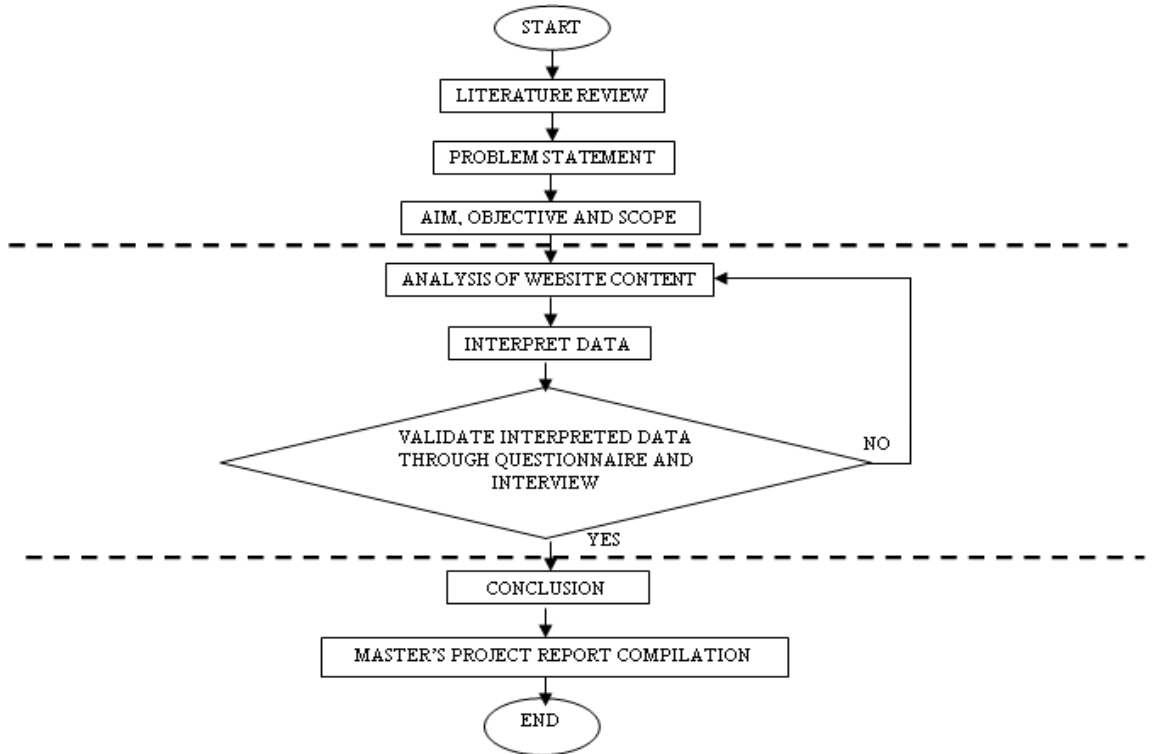 START
LITERATURE REVIEW
PROBLEM STATEMENT
AIM, OBJECTIVE AND SCOPE
ANALYSIS OF WEBSITE CONTENT
INTERPRET DATA
VALIDATE INTERPRETED DATA
THROUGH QUESTIONNAIRE AND
INTERVIEW
NO
YES
CONCLUSION
MASTER'S PROJECT REPORT COMPILATION
END